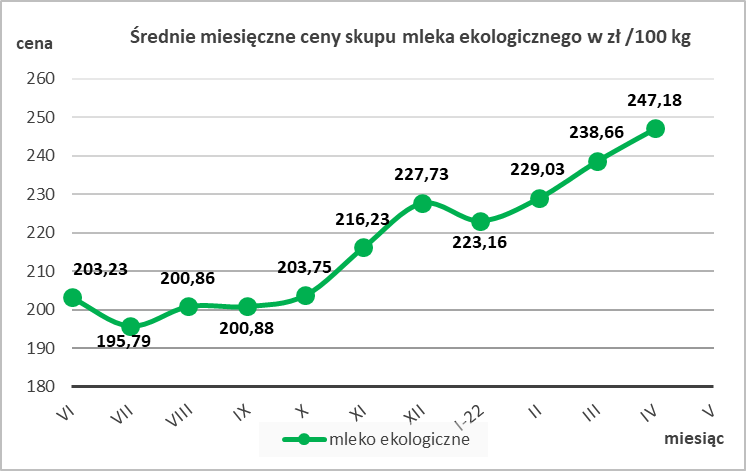 Średnie miesięczne ceny skupu mleka ekologicznego w zł /100 kg
cena
260
250
240
230
220
210
200
190
180
203,23
195,79
200,86
200,88
203,75
216,23
227,73
223,16
229,03
238,66
247,18
VI
VII
VIII
IX
X
XI
XII
I-22
II
III
IV
V
miesiąc
mleko ekologiczne